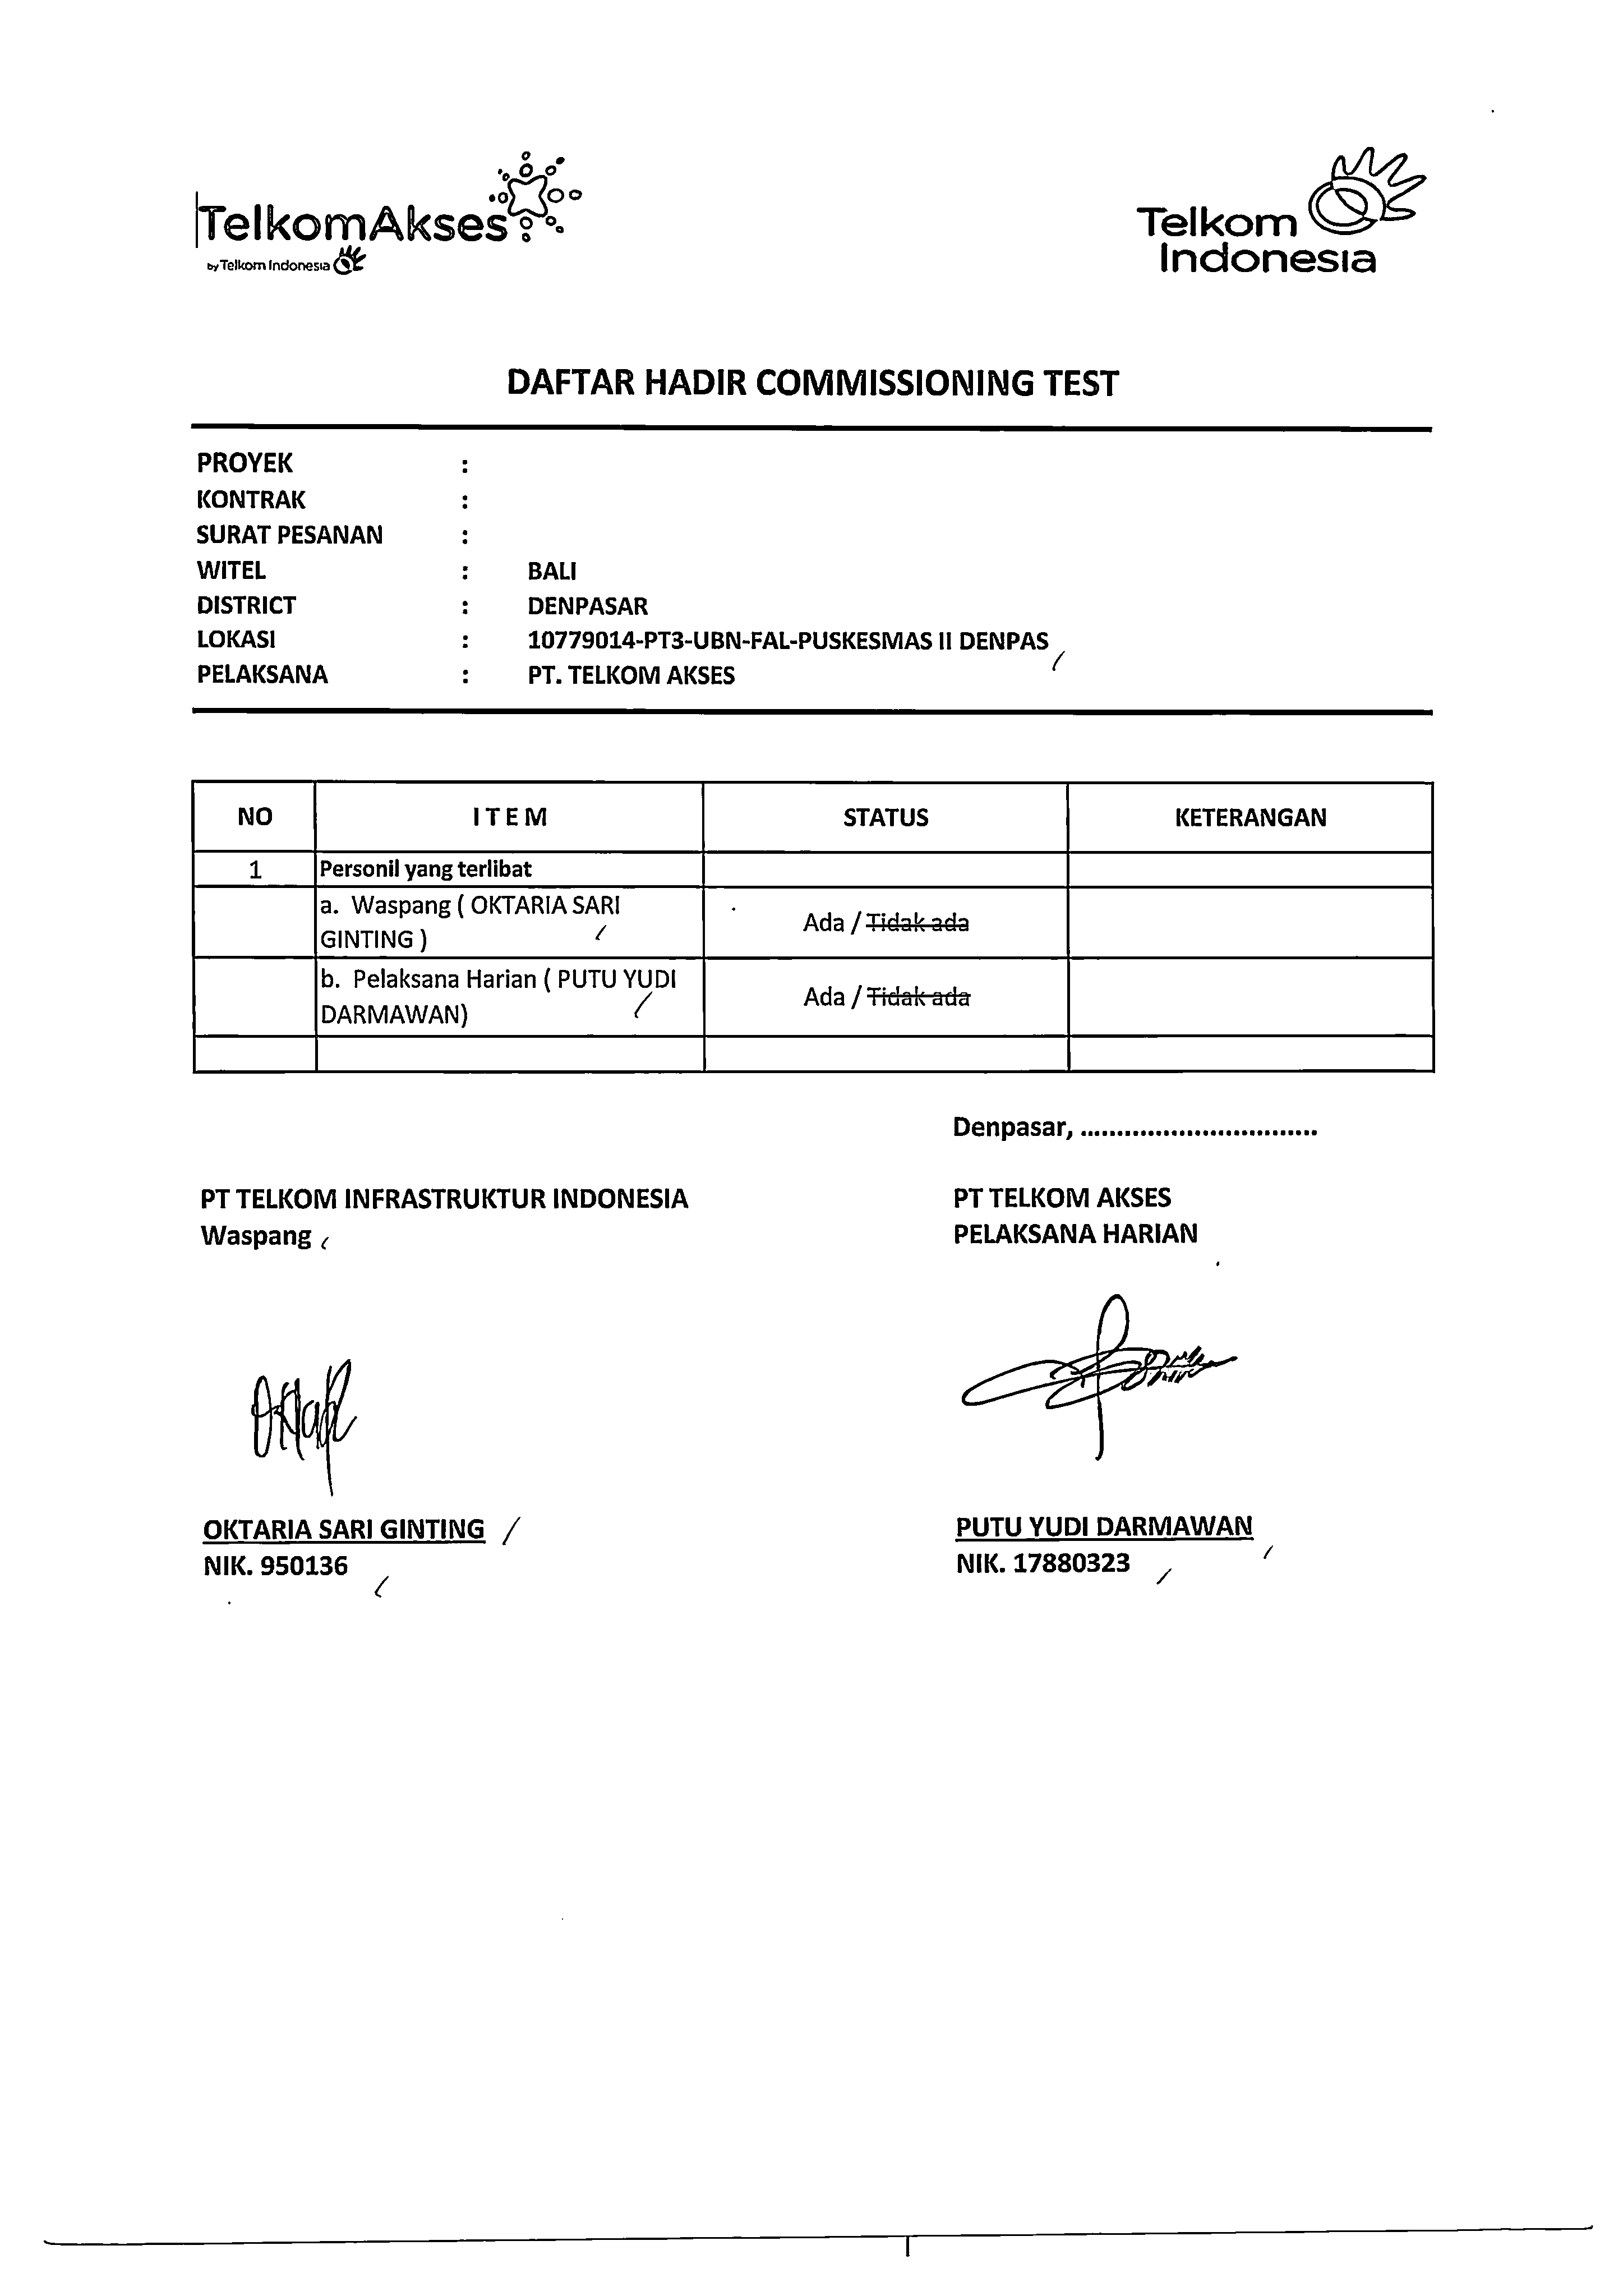 TelkomAkses
by Telkom Indonesia
Telkom
Indonesia
DAFTAR HADIR COMMISSIONING TEST
PROYEK :
KONTRAK :
SURAT PESANAN :
WITEL : BALI
DISTRICT : DENPASAR
LOKASI : 10779014-PT3-UBN-FAL-PUSKESMAS II DENPAS
PELAKSANA : PT. TELKOM AKSES
NO I T E M STATUS KETERANGAN
1 Personil yang terlibat
a. Waspang ( OKTARIA SARI
GINTING ) Ada / Tidak ada
b. Pelaksana Harian ( PUTU YUDI
DARMAWAN) Ada / Tidak ada
Denpasar, .................................
PT TELKOM INFRASTRUKTUR INDONESIA PT TELKOM AKSES
Waspang PELAKSANA HARIAN
OKTARIA SARI GINTING PUTU YUDI DARMAWAN
NIK. 950136 NIK. 17880323